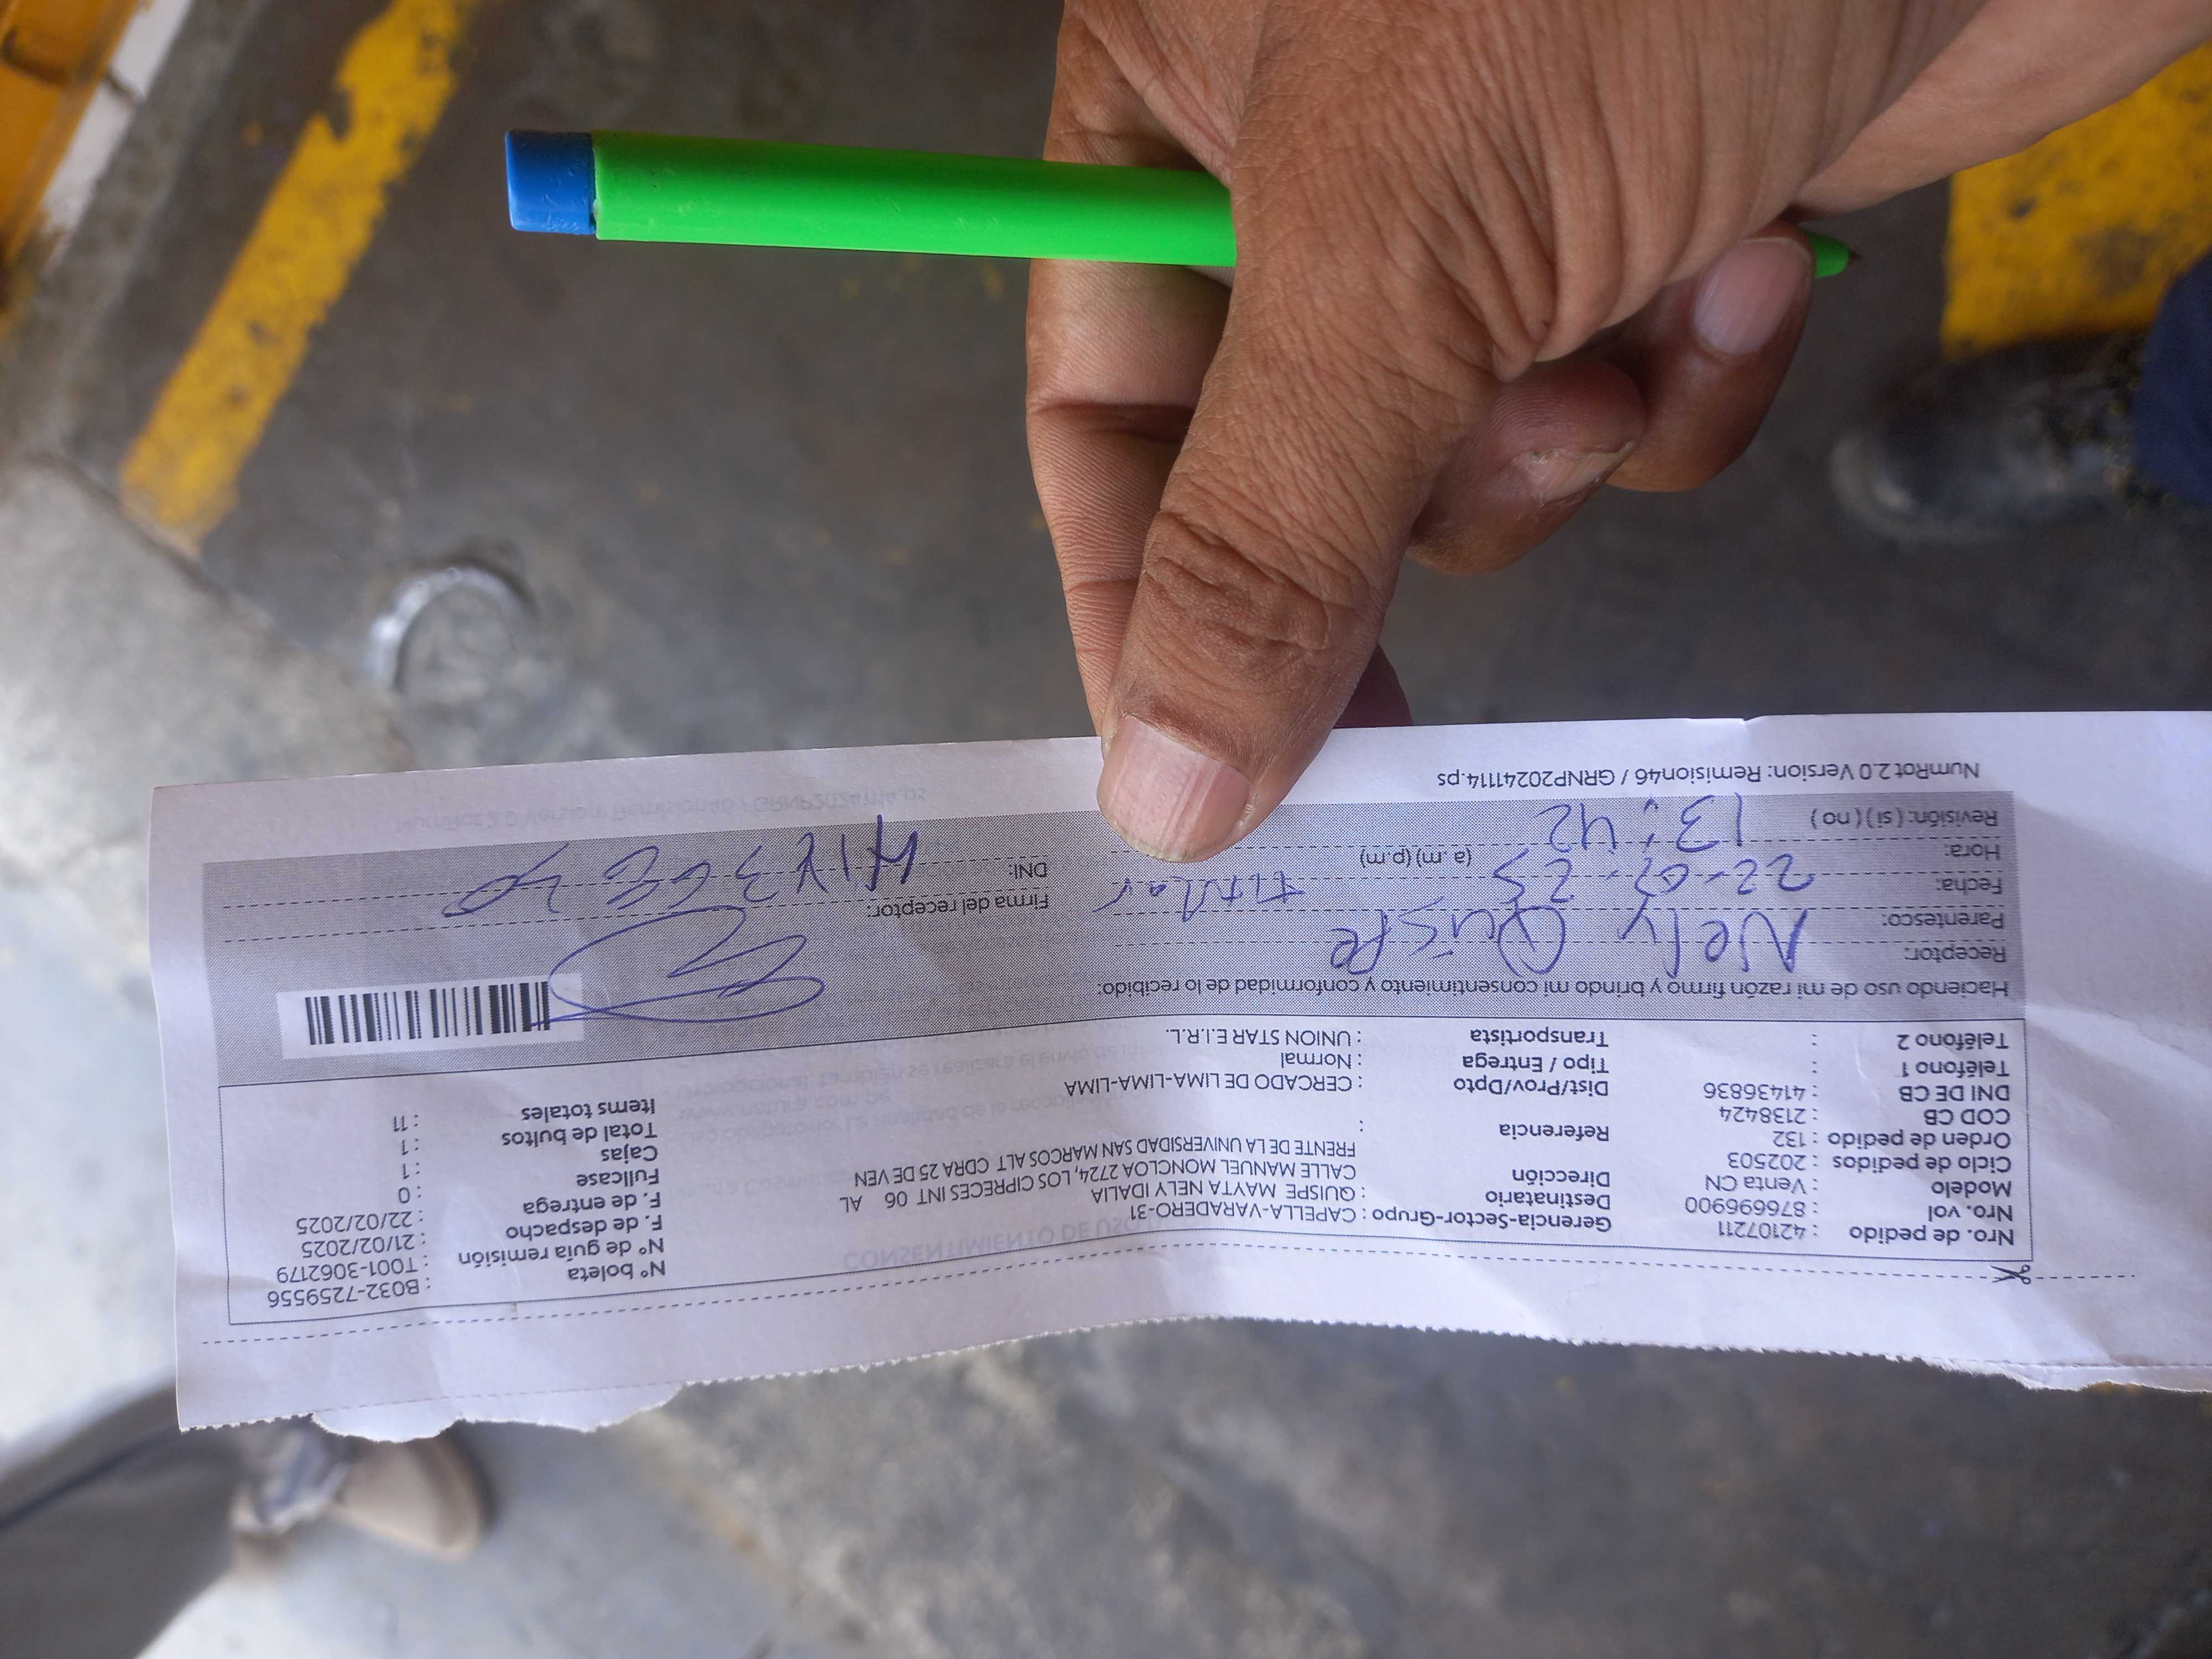 Nro. de pedido : 42107211 Gerencia-Sector-Grupo : CAPELLA-VARADERO-31 Nº boleta : B032-7259556
Nro. vol : 876696900 Destinatario : QUISPE MAYTA NELY IDALIA Nº de guía remisión : T001-3062179
Modelo : Venta CN Dirección CALLE MANUEL MONCLOA 2724, LOS CIPRECES INT 06 AL F. de despacho : 21/02/2025
Ciclo de pedidos : 202503 FRENTE DE LA UNIVERSIDAD SAN MARCOS ALT CDRA 25 DE VEN F. de entrega : 22/02/2025
Orden de pedido : 132 Referencia : Fullcase : 0
COD CB : 2138424 Dist/Prov/Dpto : CERCADO DE LIMA-LIMA-LIMA Cajas : 1
DNI DE CB : 41436836 Tipo / Entrega : Normal Total de bultos : 1
Teléfono 1 : Transportista : UNION STAR E.I.R.L. Items totales : 11
Teléfono 2 :
Haciendo uso de mi razón firmo y brindo mi consentimiento y conformidad de lo recibido:
Receptor: Nely Quispe
Parentesco: titular Firma del receptor:
Fecha: 22-02-25 DNI:
Hora: 13:42 (a .m) (p.m)
Revisión: ( si ) ( no )
NumRot 2.0 Version: Remision46 / GRNP20241114.ps